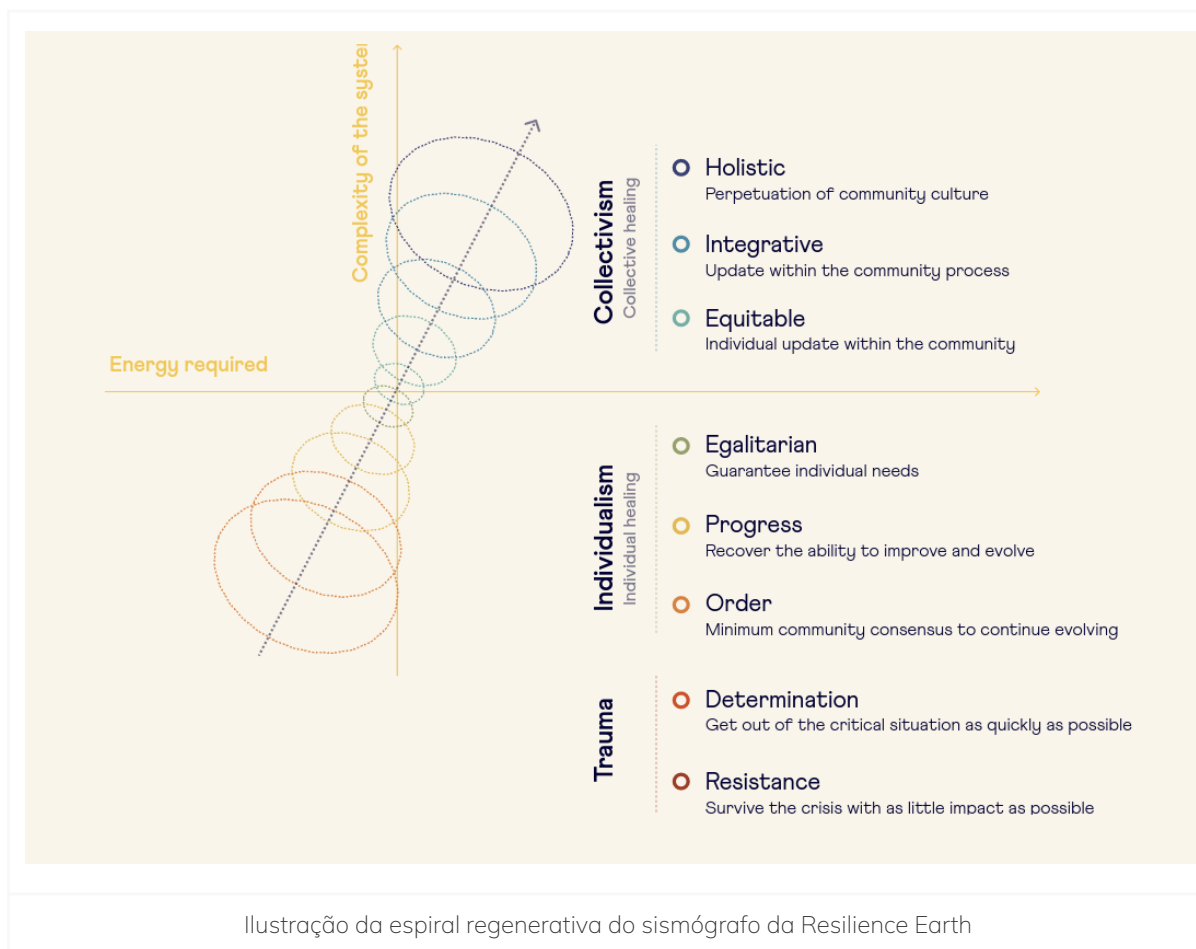 Complexity of the syste
Energy required
Collectivism
Collective healing
Holistic
Perpetuation of community culture
Integrative
Update within the community process
Equitable
Individual update within the community
Individualism
Individual healing
Egalitarian
Guarantee individual needs
Progress
Recover the ability to improve and evolve
Order
Minimum community consensus to continue evolving
Trauma
Determination
Get out of the critical situation as quickly as possible
Resistance
Survive the crisis with as little impact as possible
Ilustração da espiral regenerativa do sismógrafo da Resilience Earth